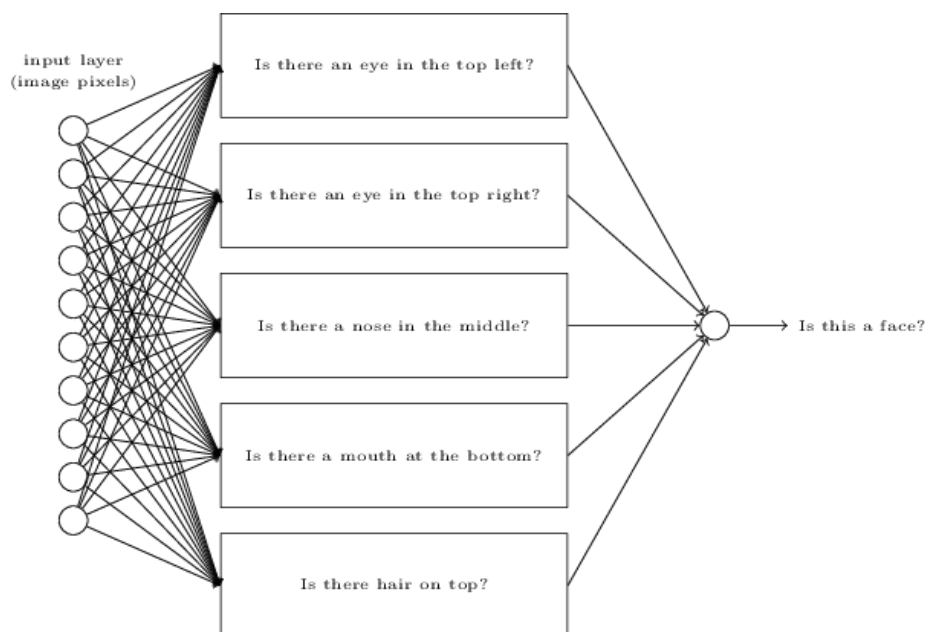 input layer
(image pixels)
Is there an eye in the top left?
Is there an eye in the top right?
Is there a nose in the middle?
Is this a face?
Is there a mouth at the bottom?
Is there hair on top?